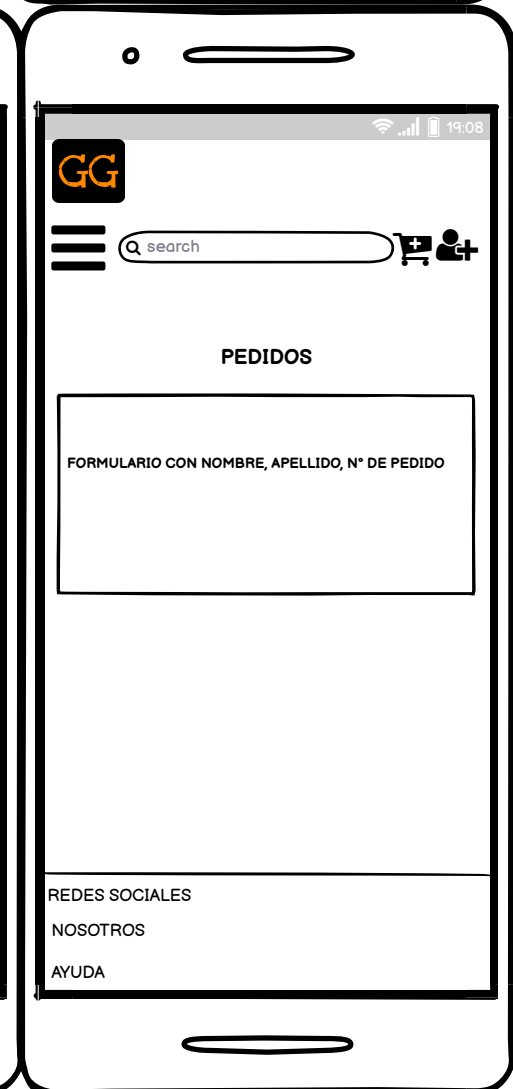 19:08
GG
search
PEDIDOS
FORMULARIO CON NOMBRE, APELLIDO, N° DE PEDIDO
REDES SOCIALES
NOSOTROS
AYUDA